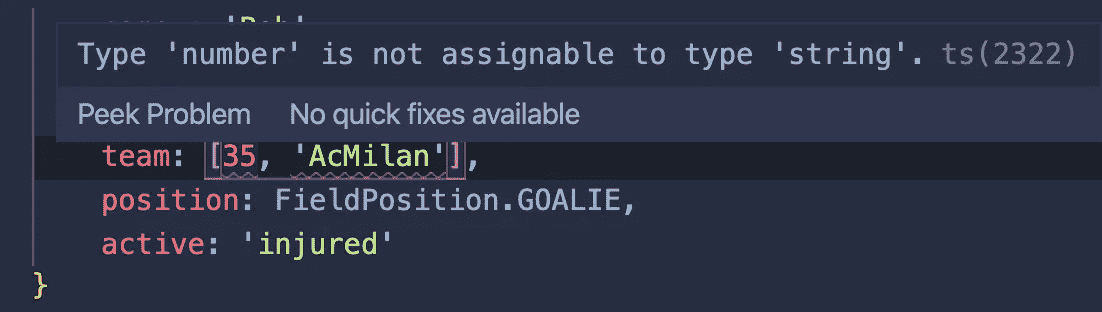 Type 'number' is not assignable to type 'string'. ts(2322)
Peek Problem No quick fixes available
team: [35, 'AcMilan'],
position: FieldPosition.GOALIE,
active: 'injured'
}